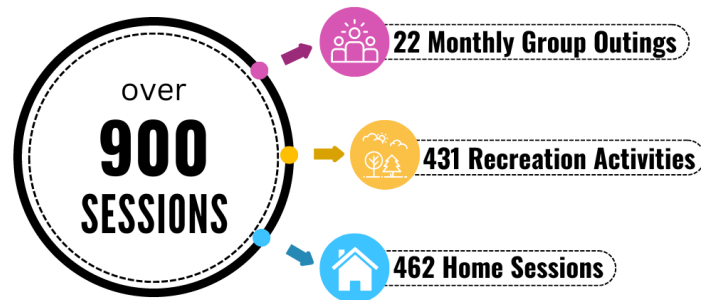 over
900
SESSIONS
22 Monthly Group Outings
431 Recreation Activities
462 Home Sessions